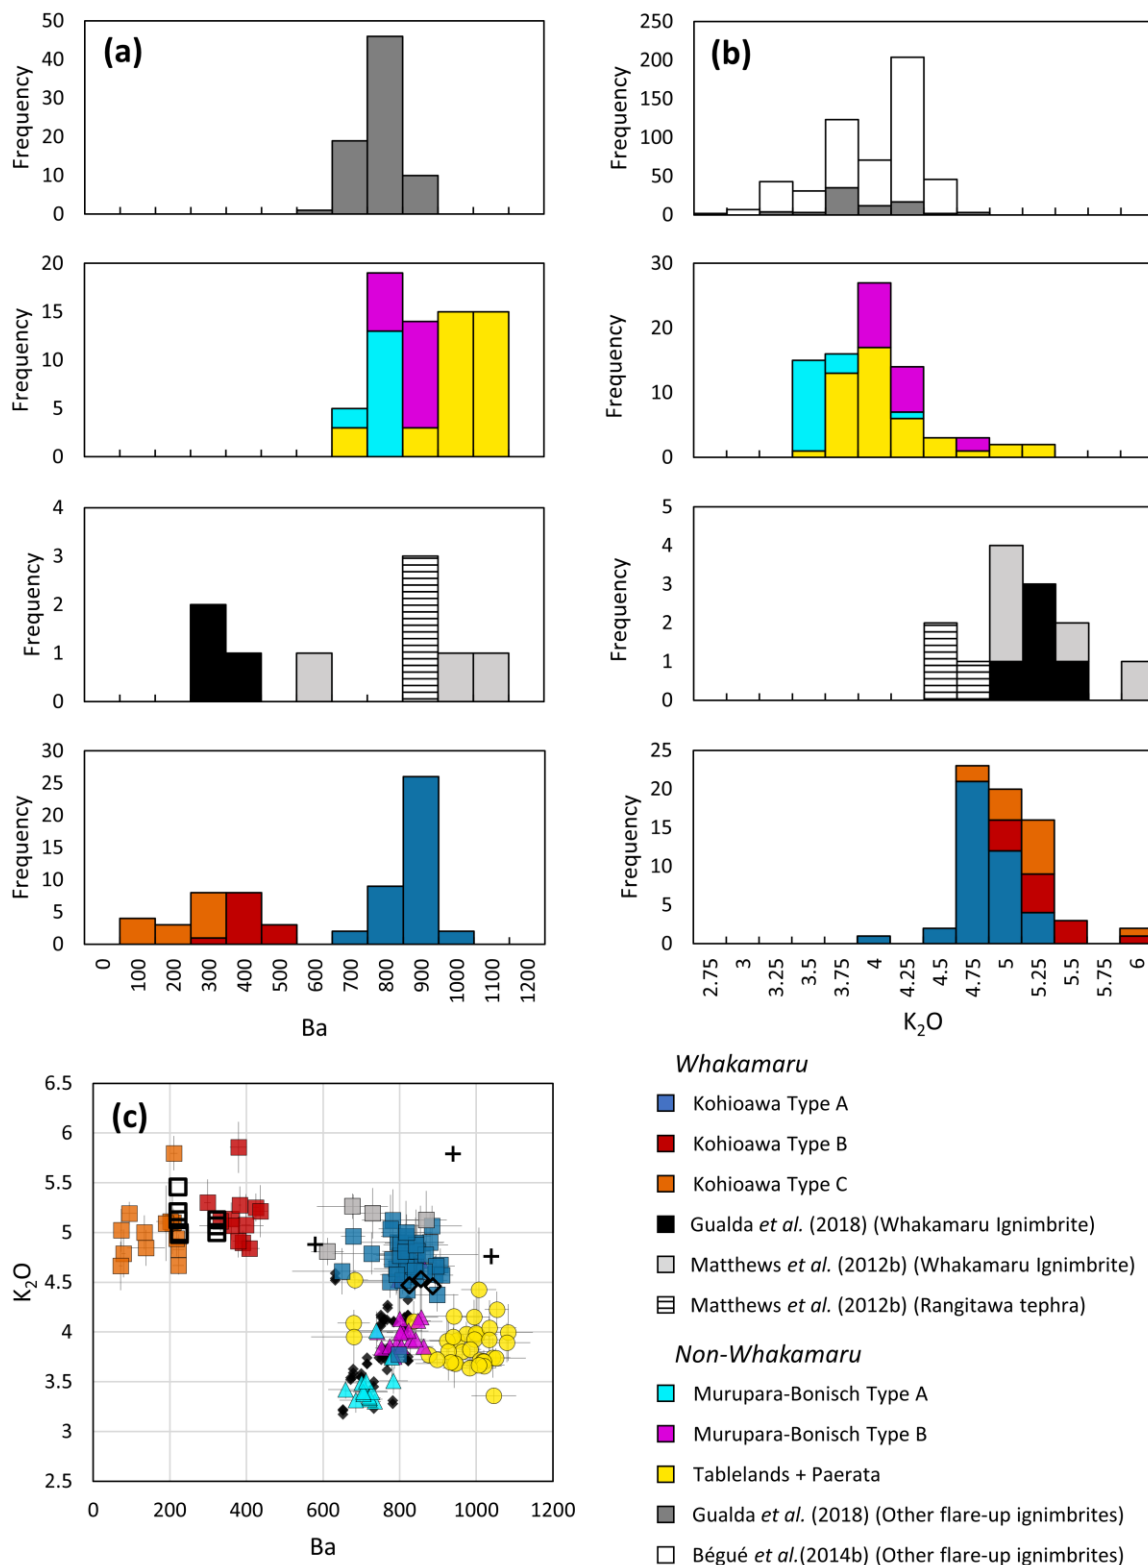 (a)
Frequency
50
40
30
20
10
0
(b)
Frequency
250
200
150
100
50
0
Frequency
20
15
10
5
0
Frequency
30
20
10
0
Frequency
4
3
2
1
0
Frequency
5
4
3
2
1
0
Frequency
30
25
20
15
10
5
0
0 100 200 300 400 500 600 700 800 900 1000 1100 1200
Ba
Frequency
25
20
15
10
5
0
2.75 3 3.25 3.5 3.75 4 4.25 4.5 4.75 5 5.25 5.5 5.75 6
K₂O
(c)
K₂O
6.5
6
5.5
5
4.5
4
3.5
3
2.5
0 200 400 600 800 1000 1200
Ba
Whakamaru
Kohioawa Type A
Kohioawa Type B
Kohioawa Type C
Gualda et al. (2018) (Whakamaru Ignimbrite)
Matthews et al. (2012b) (Whakamaru Ignimbrite)
Matthews et al. (2012b) (Rangitawa tephra)
Non-Whakamaru
Murupara-Bonisch Type A
Murupara-Bonisch Type B
Tablelands + Paerata
Gualda et al. (2018) (Other flare-up ignimbrites)
Bégué et al.(2014b) (Other flare-up ignimbrites)